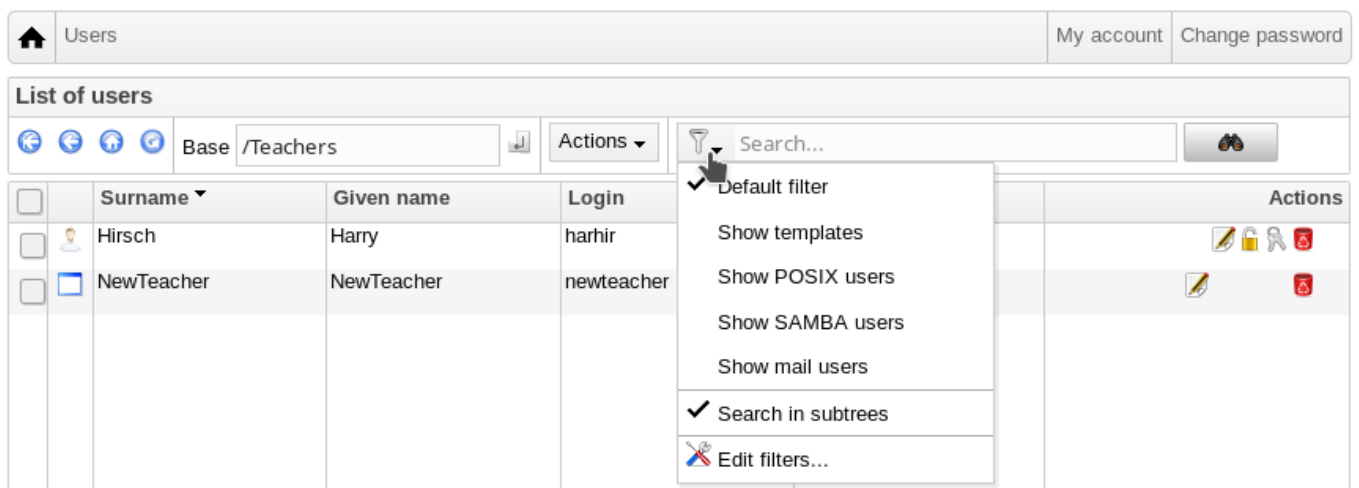 Users My account Change password
List of users
Base /Teachers Actions Search...
Surname Given name Login Actions
Default filter
Hirsch Harry harhir
Show templates
NewTeacher NewTeacher newteacher
Show POSIX users
Show SAMBA users
Show mail users
Search in subtrees
Edit filters...